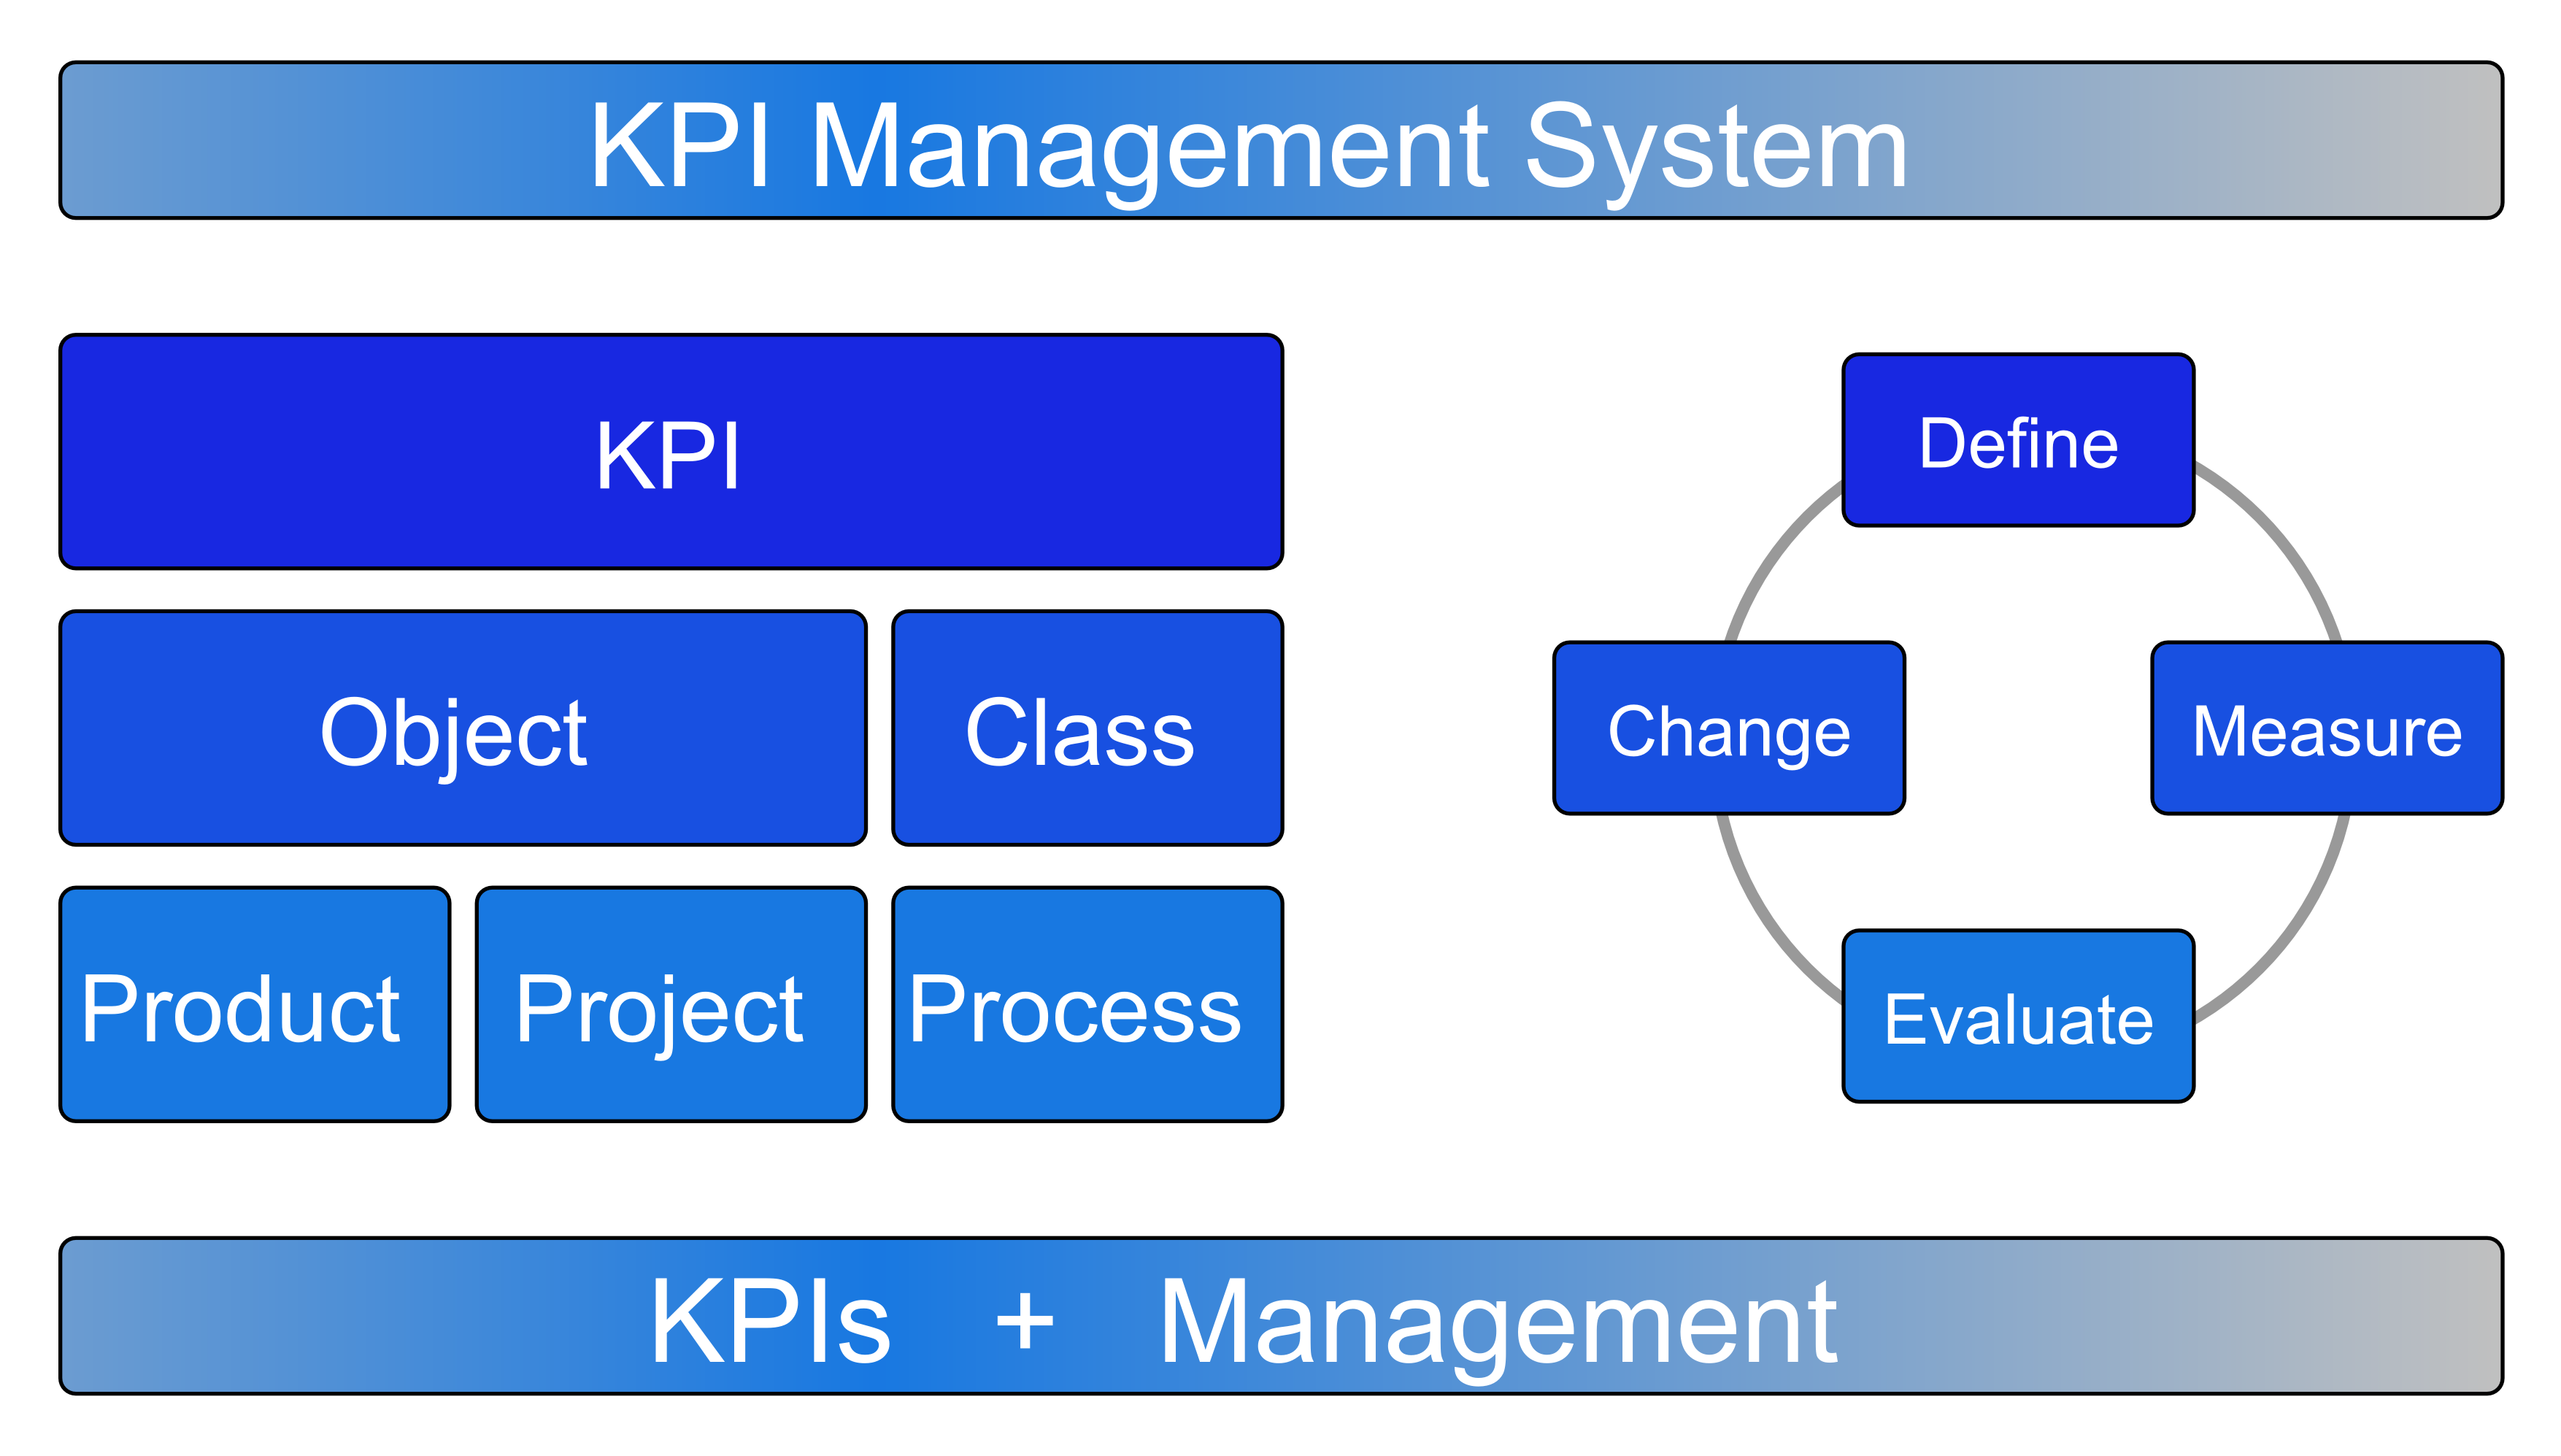 KPI Management System
KPI
Object
Class
Product
Project
Process
Define
Change
Measure
Evaluate
KPIs + Management